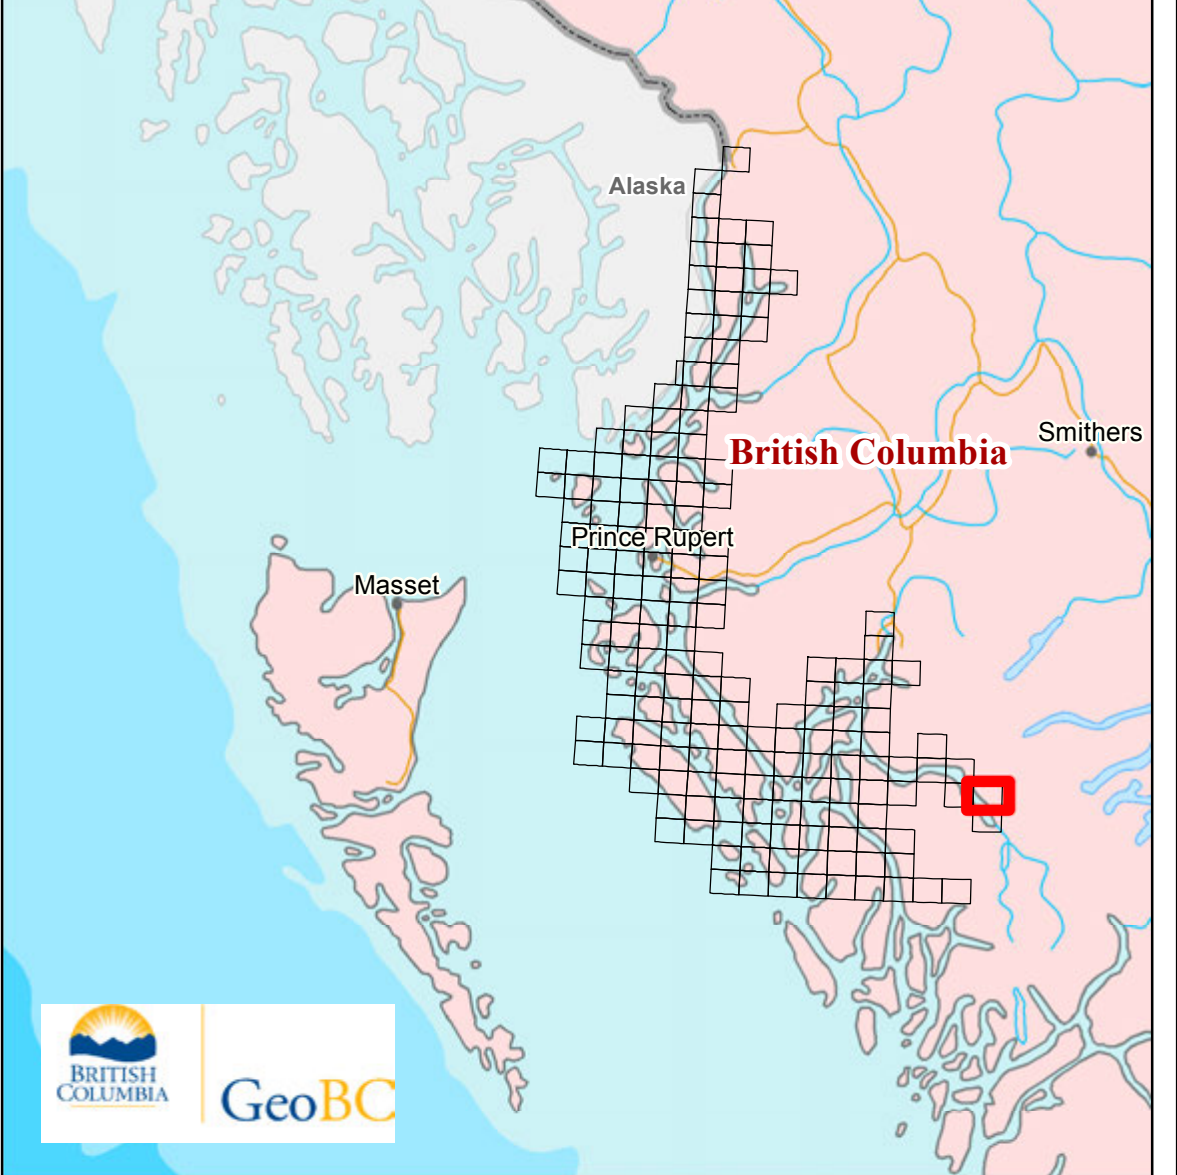 Alaska
Smithers
British Columbia
Prince Rupert
Masset
BRITISH
COLUMBIA
GeoBC